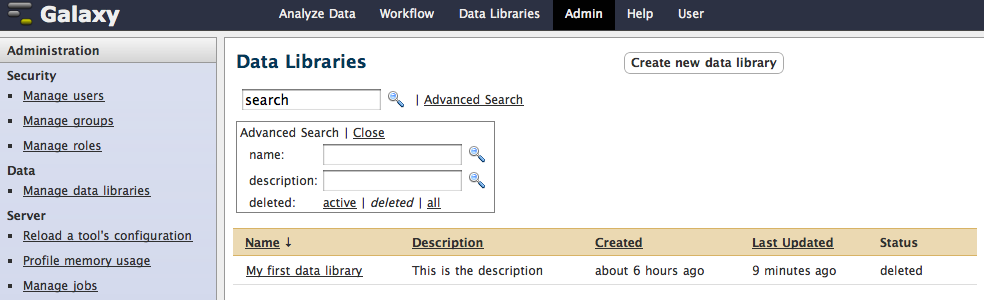 Galaxy
Analyze Data Workflow Data Libraries Admin Help User
Administration
Security
Manage users
Manage groups
Manage roles
Data
Manage data libraries
Server
Reload a tool's configuration
Profile memory usage
Manage jobs
Data Libraries
Create new data library
search | Advanced Search
Advanced Search | Close
name:
description:
deleted: active | deleted | all
Name ↓ Description Created Last Updated Status
My first data library This is the description about 6 hours ago 9 minutes ago deleted